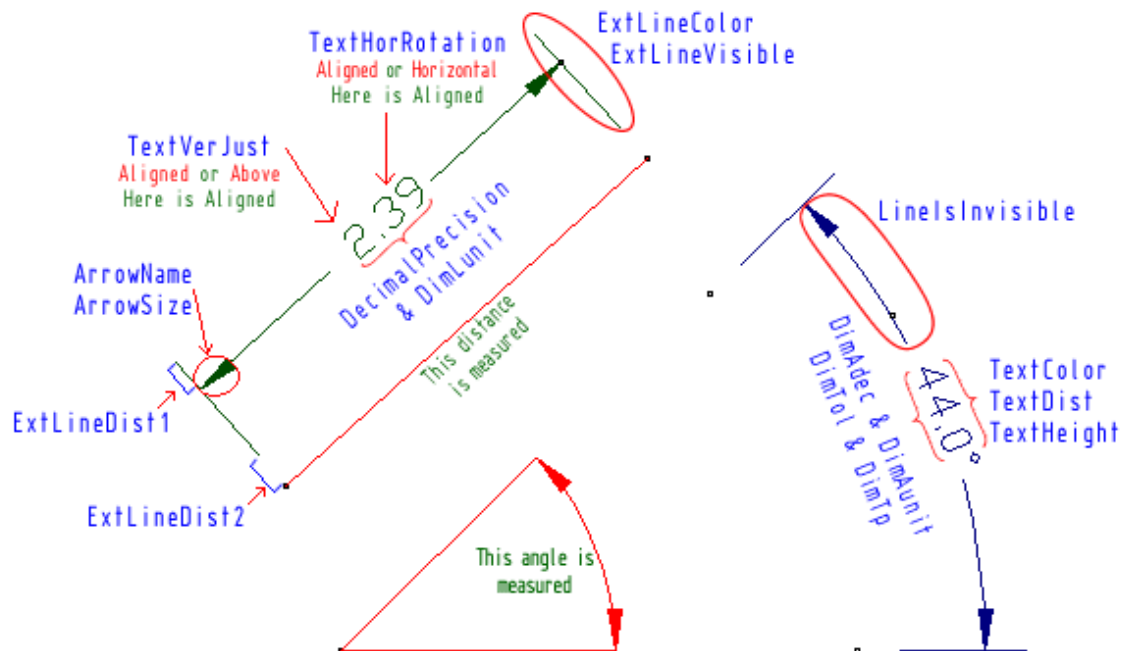 ExtLineColor
ExtLineVisible
TextHorRotation
Aligned or Horizontal
Here is Aligned
TextVerJust
Aligned or Above
Here is Aligned
2.39
DecimalPrecision
& DimLunit
LineIsInvisible
ArrowName
ArrowSize
This distance
is measured
ExtLineDist1
DimAdec & DimAunit
DimTol & DimTp
44.0°
TextColor
TextDist
TextHeight
ExtLineDist2
This angle is
measured